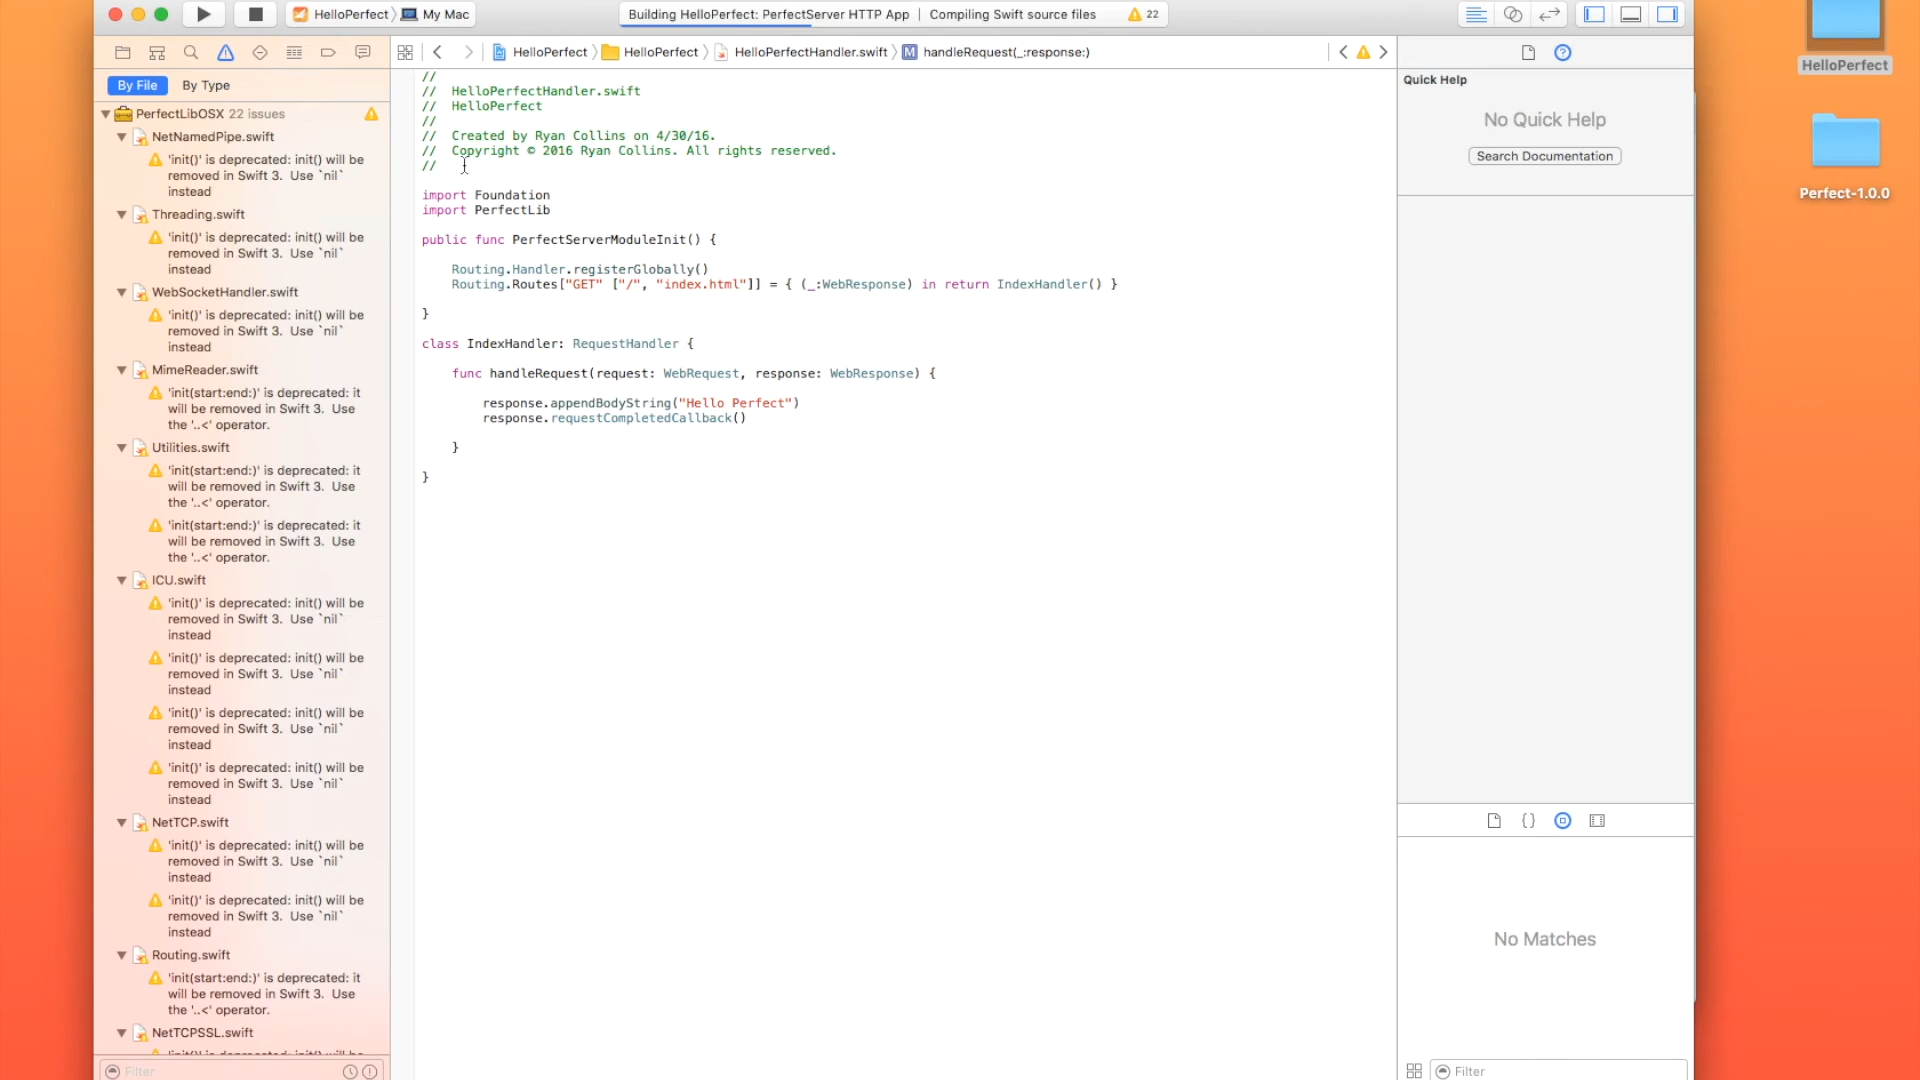 HelloPerfect My Mac
Building HelloPerfect: PerfectServer HTTP App | Compiling Swift source files 22
HelloPerfect HelloPerfect HelloPerfectHandler.swift M handleRequest(_:response:)
By File By Type
PerfectLibOSX 22 issues
NetNamedPipe.swift
'init()' is deprecated: init() will be
removed in Swift 3. Use `nil`
instead
Threading.swift
'init()' is deprecated: init() will be
removed in Swift 3. Use `nil`
instead
WebSocketHandler.swift
'init()' is deprecated: init() will be
removed in Swift 3. Use `nil`
instead
MimeReader.swift
'init(start:end:)' is deprecated: it
will be removed in Swift 3. Use
the '..<' operator.
Utilities.swift
'init(start:end:)' is deprecated: it
will be removed in Swift 3. Use
the '..<' operator.
'init(start:end:)' is deprecated: it
will be removed in Swift 3. Use
the '..<' operator.
ICU.swift
'init()' is deprecated: init() will be
removed in Swift 3. Use `nil`
instead
'init()' is deprecated: init() will be
removed in Swift 3. Use `nil`
instead
'init()' is deprecated: init() will be
removed in Swift 3. Use `nil`
instead
'init()' is deprecated: init() will be
removed in Swift 3. Use `nil`
instead
NetTCP.swift
'init()' is deprecated: init() will be
removed in Swift 3. Use `nil`
instead
'init()' is deprecated: init() will be
removed in Swift 3. Use `nil`
instead
Routing.swift
'init(start:end:)' is deprecated: it
will be removed in Swift 3. Use
the '..<' operator.
NetTCPSSL.swift
Filter
//
// HelloPerfectHandler.swift
// HelloPerfect
//
// Created by Ryan Collins on 4/30/16.
// Copyright © 2016 Ryan Collins. All rights reserved.
//
import Foundation
import PerfectLib
public func PerfectServerModuleInit() {
Routing.Handler.registerGlobally()
Routing.Routes["GET" ["/", "index.html"]] = { (_:WebResponse) in return IndexHandler() }
}
class IndexHandler: RequestHandler {
func handleRequest(request: WebRequest, response: WebResponse) {
response.appendBodyString("Hello Perfect")
response.requestCompletedCallback()
}
}
Quick Help
No Quick Help
Search Documentation
{}
No Matches
Filter
HelloPerfect
Perfect-1.0.0